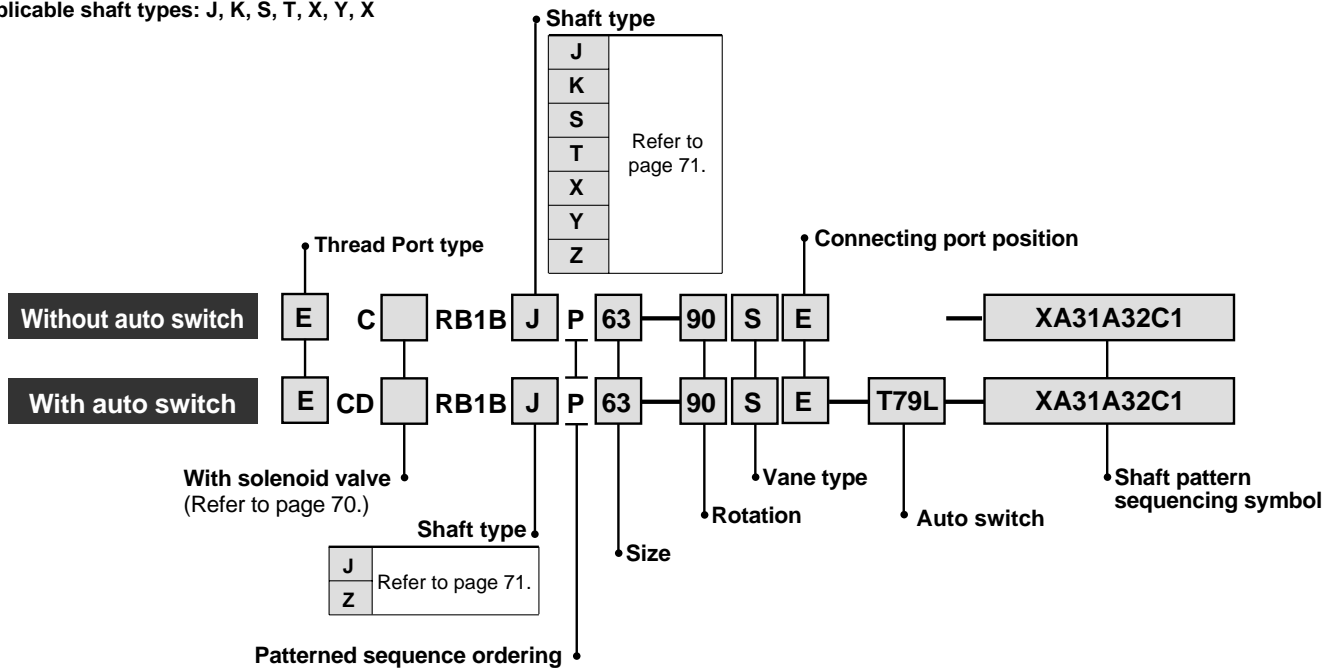 plicable shaft types: J, K, S, T, X, Y, X
Shaft type
J
K
S
T
X
Y
Z
Refer to
page 71.
Thread Port type
Connecting port position
Without auto switch E C RB1B J P 63 90 S E XA31A32C1
With auto switch E CD RB1B J P 63 90 S E T79L XA31A32C1
With solenoid valve
(Refer to page 70.)
Vane type
Shaft pattern
sequencing symbol
Rotation
Auto switch
Shaft type
Size
J
Z
Refer to page 71.
Patterned sequence ordering